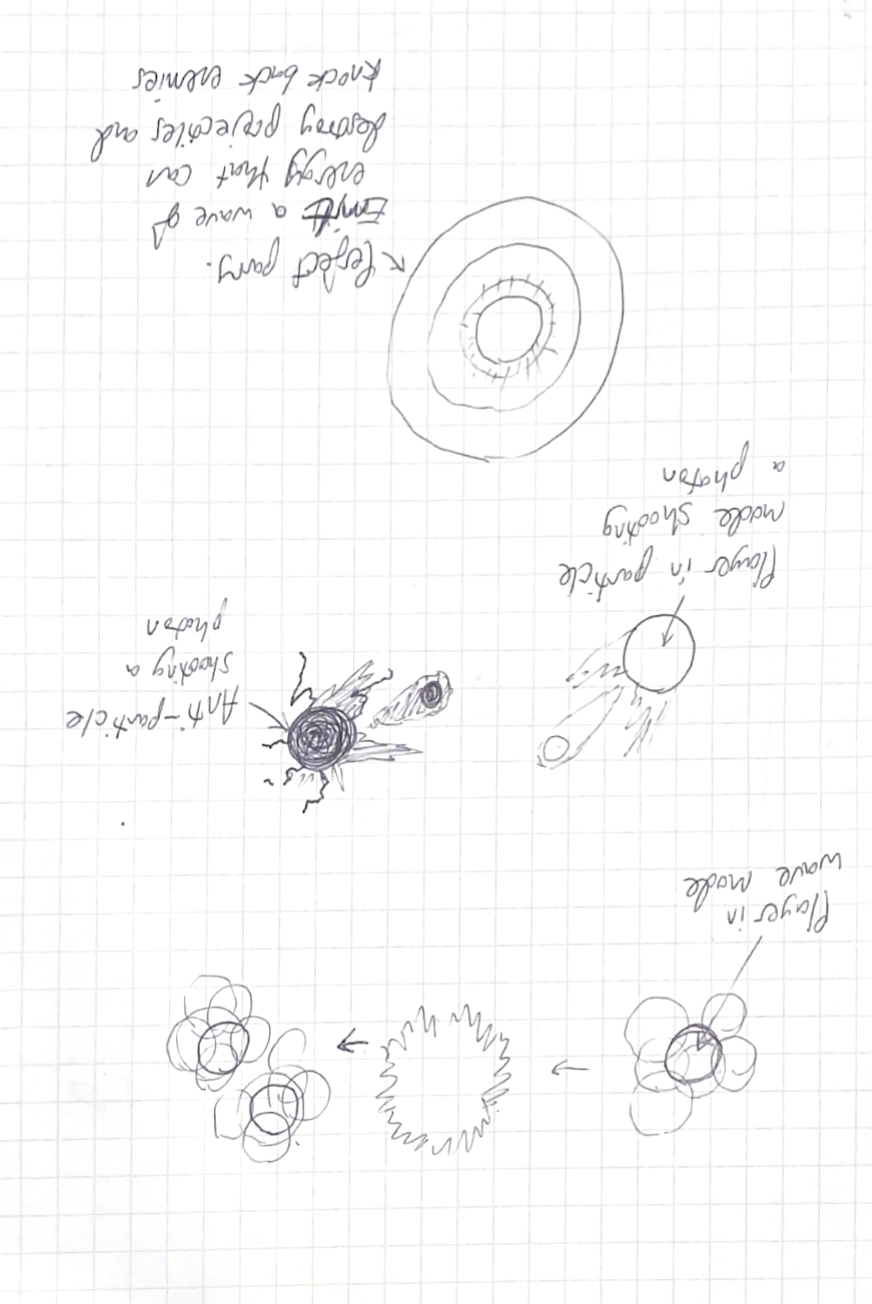 Player in
wave mode
Anti-particle
shooting a
photon
Player in particle
mode shooting
a photon
Perfect parry.
Emit a wave of
energy that can
destroy projectiles and
knock back enemies